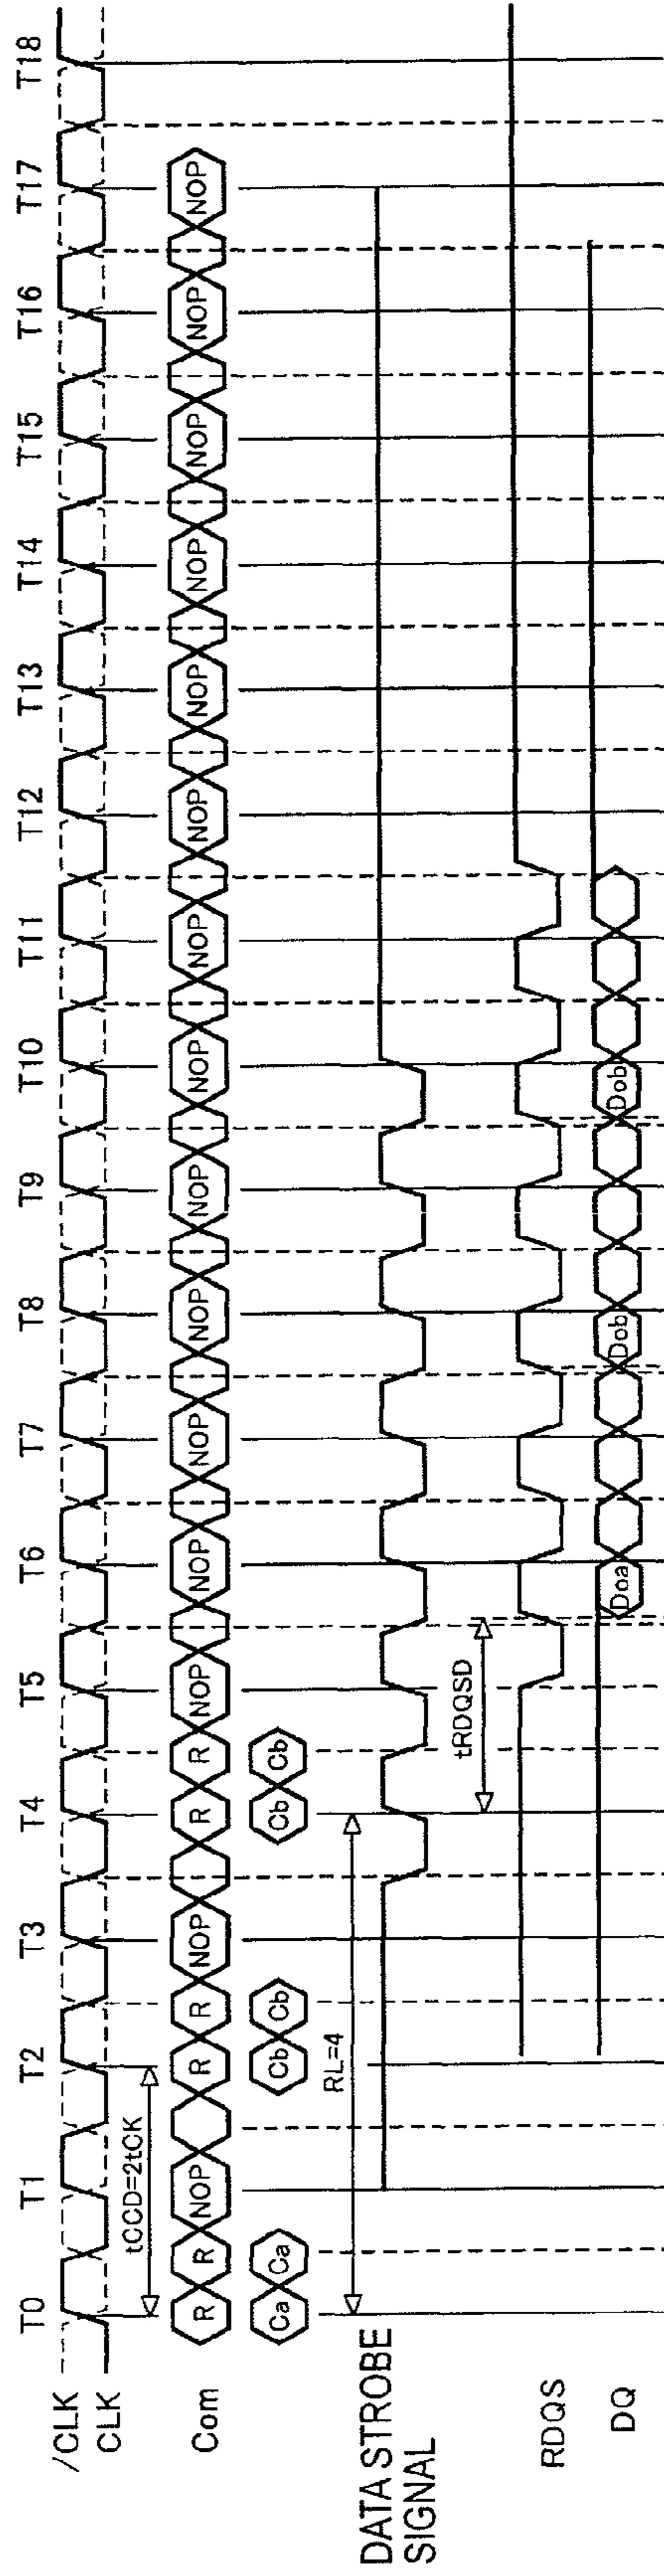 T0 T1 T2 T3 T4 T5 T6 T7 T8 T9 T10 T11 T12 T13 T14 T15 T16 T17 T18
/CLK
CLK
tCCD=2tCK
Com R R NOP R R NOP R R NOP NOP NOP NOP NOP NOP NOP NOP NOP NOP NOP NOP NOP
Ca Ca Cb Cb Cb Cb
RL=4
DATA STROBE
SIGNAL
tRDQSD
RDQS
DQ Doa Dob Dob